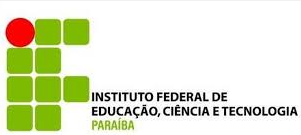 INSTITUTO FEDERAL DE
EDUCAÇÃO, CIÊNCIA E TECNOLOGIA
PARAÍBA